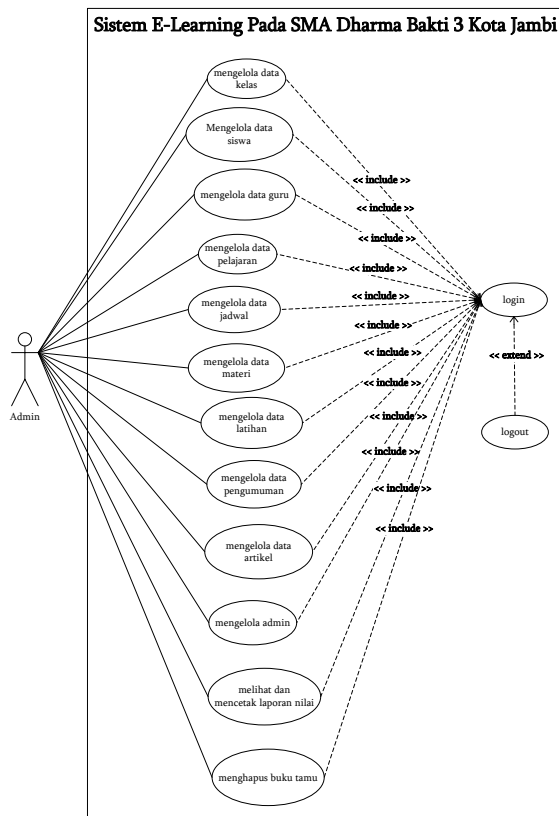 Sistem E-Learning Pada SMA Dharma Bakti 3 Kota Jambi
mengelola data
kelas
Mengelola data
siswa
<< include >>
mengelola data guru
<< include >>
<< include >>
mengelola data
pelajaran
<< include >>
mengelola data
jadwal
<< include >>
login
mengelola data
materi
<< include >>
<< include >>
<< extend >>
Admin
mengelola data
latihan
<< include >>
<< include >>
logout
mengelola data
pengumuman
<< include >>
<< include >>
mengelola data
artikel
<< include >>
mengelola admin
melihat dan
mencetak laporan nilai
menghapus buku tamu